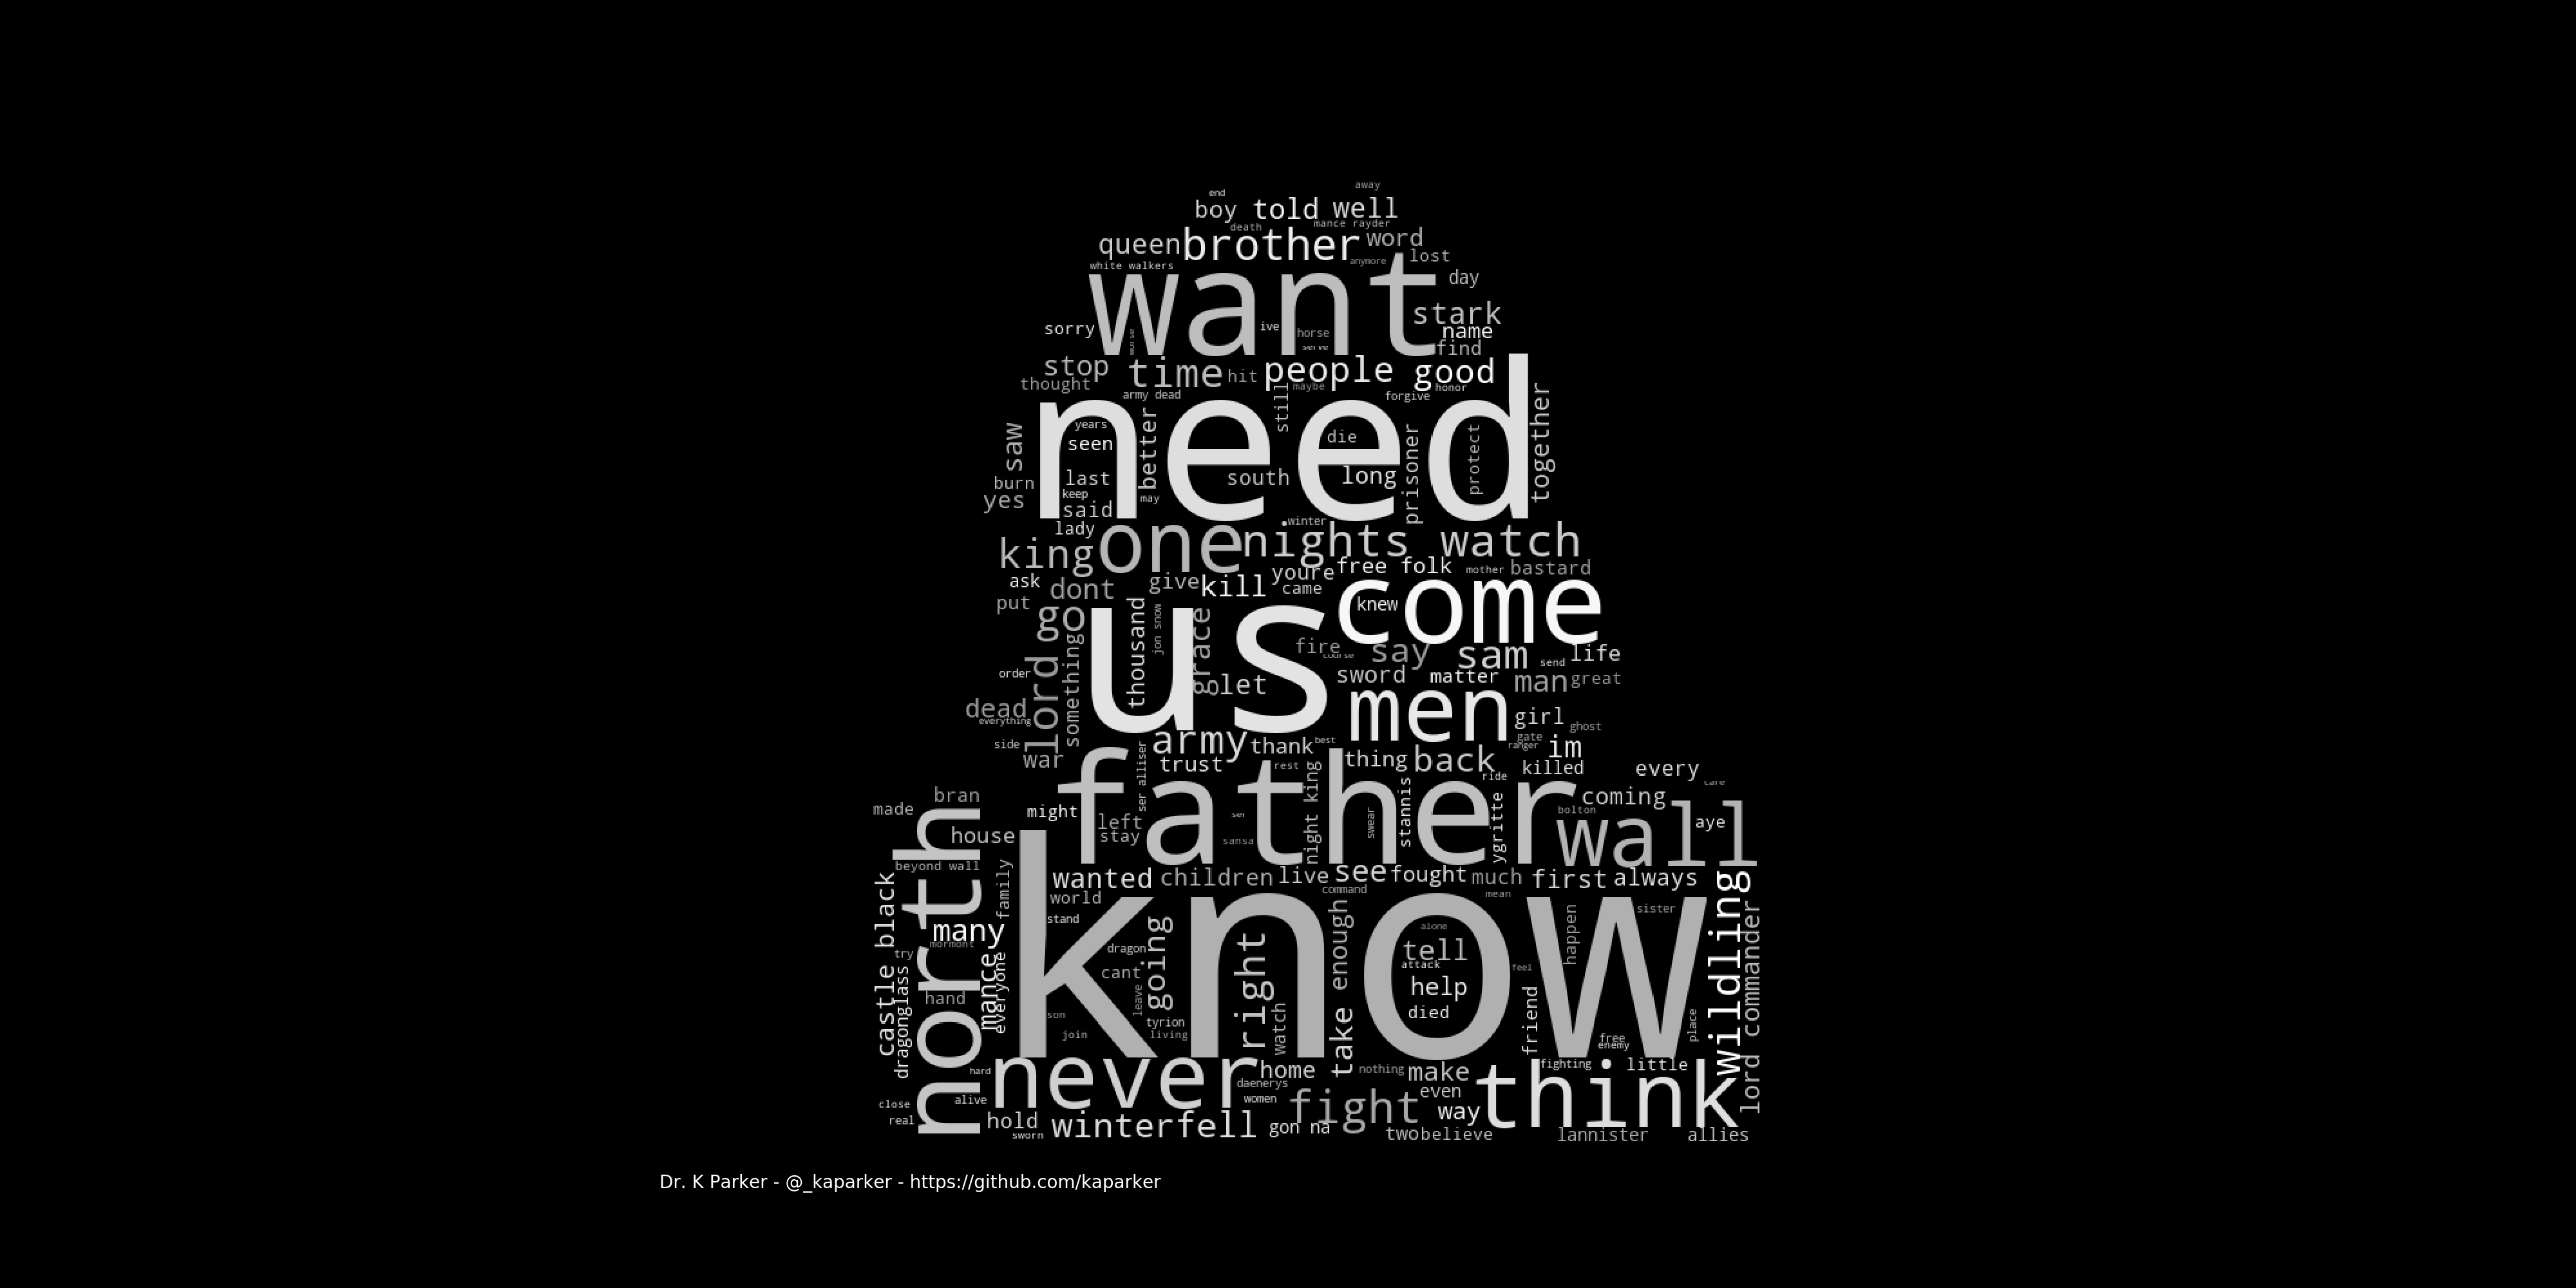 end away
boy told well
death mance rayder
queen brother word
white walkers anymore lost
want day
stark
sorry ive horse name
serve find
stop time hit people good
thought army dead maybe honor
forgive
need
saw years better still die prisoner protect together
seen
burn last south long
yes keep may
said
lady winter
king one nights watch
ask dont give kill youre free folk mother bastard
put came
go us come
knew
thousand jon snow grace
something fire course say sam send life
order lord let sword matter man great
dead men girl
everything ghost
side army thank best gate
ranger im
war trust thing back killed every
ser alliser rest ride care
bran father coming
made might night king swear stannis ygritte bolton wall aye
house left ser
stay sansa
beyond wall family wanted children live see fought much first always
north know command mean wildling
castle black world
many stand going right enough alone tell happen sister lord commander
mormont dragon attack feel
try mance everyone cant help
dragonglass hand leave died friend place
son tyrion watch take free
join living enemy
hard never home nothing make fighting little
daenerys think
close alive women fight even
real hold winterfell gon na way
sworn two believe lannister allies
Dr. K Parker - @_kaparker - https://github.com/kaparker